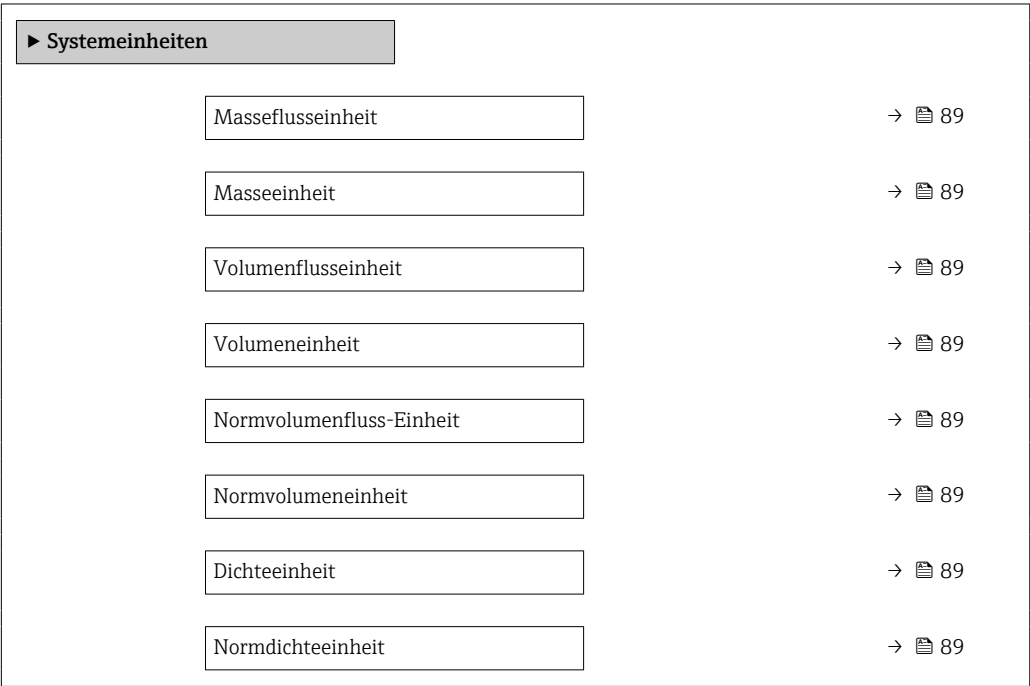 ▶ Systemeinheiten
Masseflusseinheit → 89
Masseeinheit → 89
Volumenflusseinheit → 89
Volumeneinheit → 89
Normvolumenfluss-Einheit → 89
Normvolumeneinheit → 89
Dichteeinheit → 89
Normdichteeinheit → 89